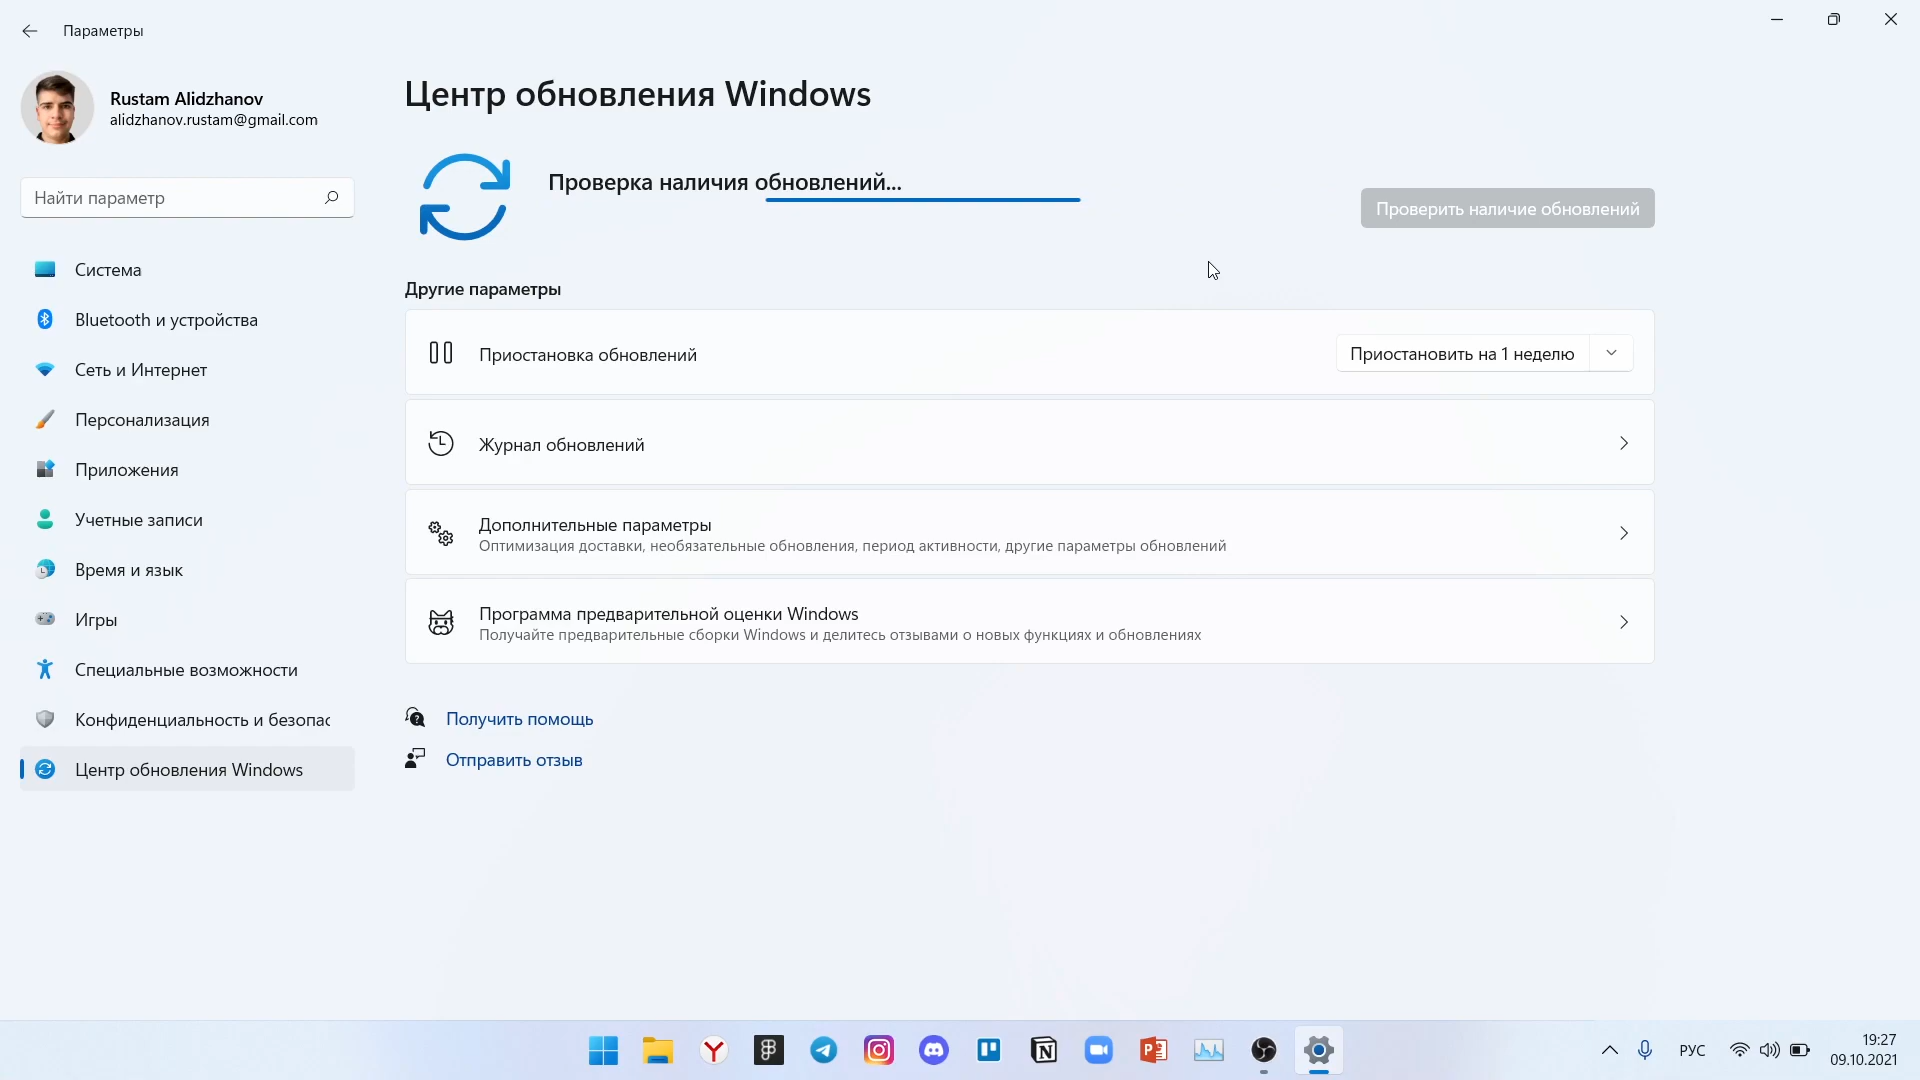 Параметры
Rustam Alidzhanov
alidzhanov.rustam@gmail.com
Найти параметр
Система
Bluetooth и устройства
Сеть и Интернет
Персонализация
Приложения
Учетные записи
Время и язык
Игры
Специальные возможности
Конфиденциальность и безопас
Центр обновления Windows
Центр обновления Windows
Проверка наличия обновлений...
Проверить наличие обновлений
Другие параметры
Приостановка обновлений
Приостановить на 1 неделю
Журнал обновлений
Дополнительные параметры
Оптимизация доставки, необязательные обновления, период активности, другие параметры обновлений
Программа предварительной оценки Windows
Получайте предварительные сборки Windows и делитесь отзывами о новых функциях и обновлениях
Получить помощь
Отправить отзыв
РУС
19:27
09.10.2021